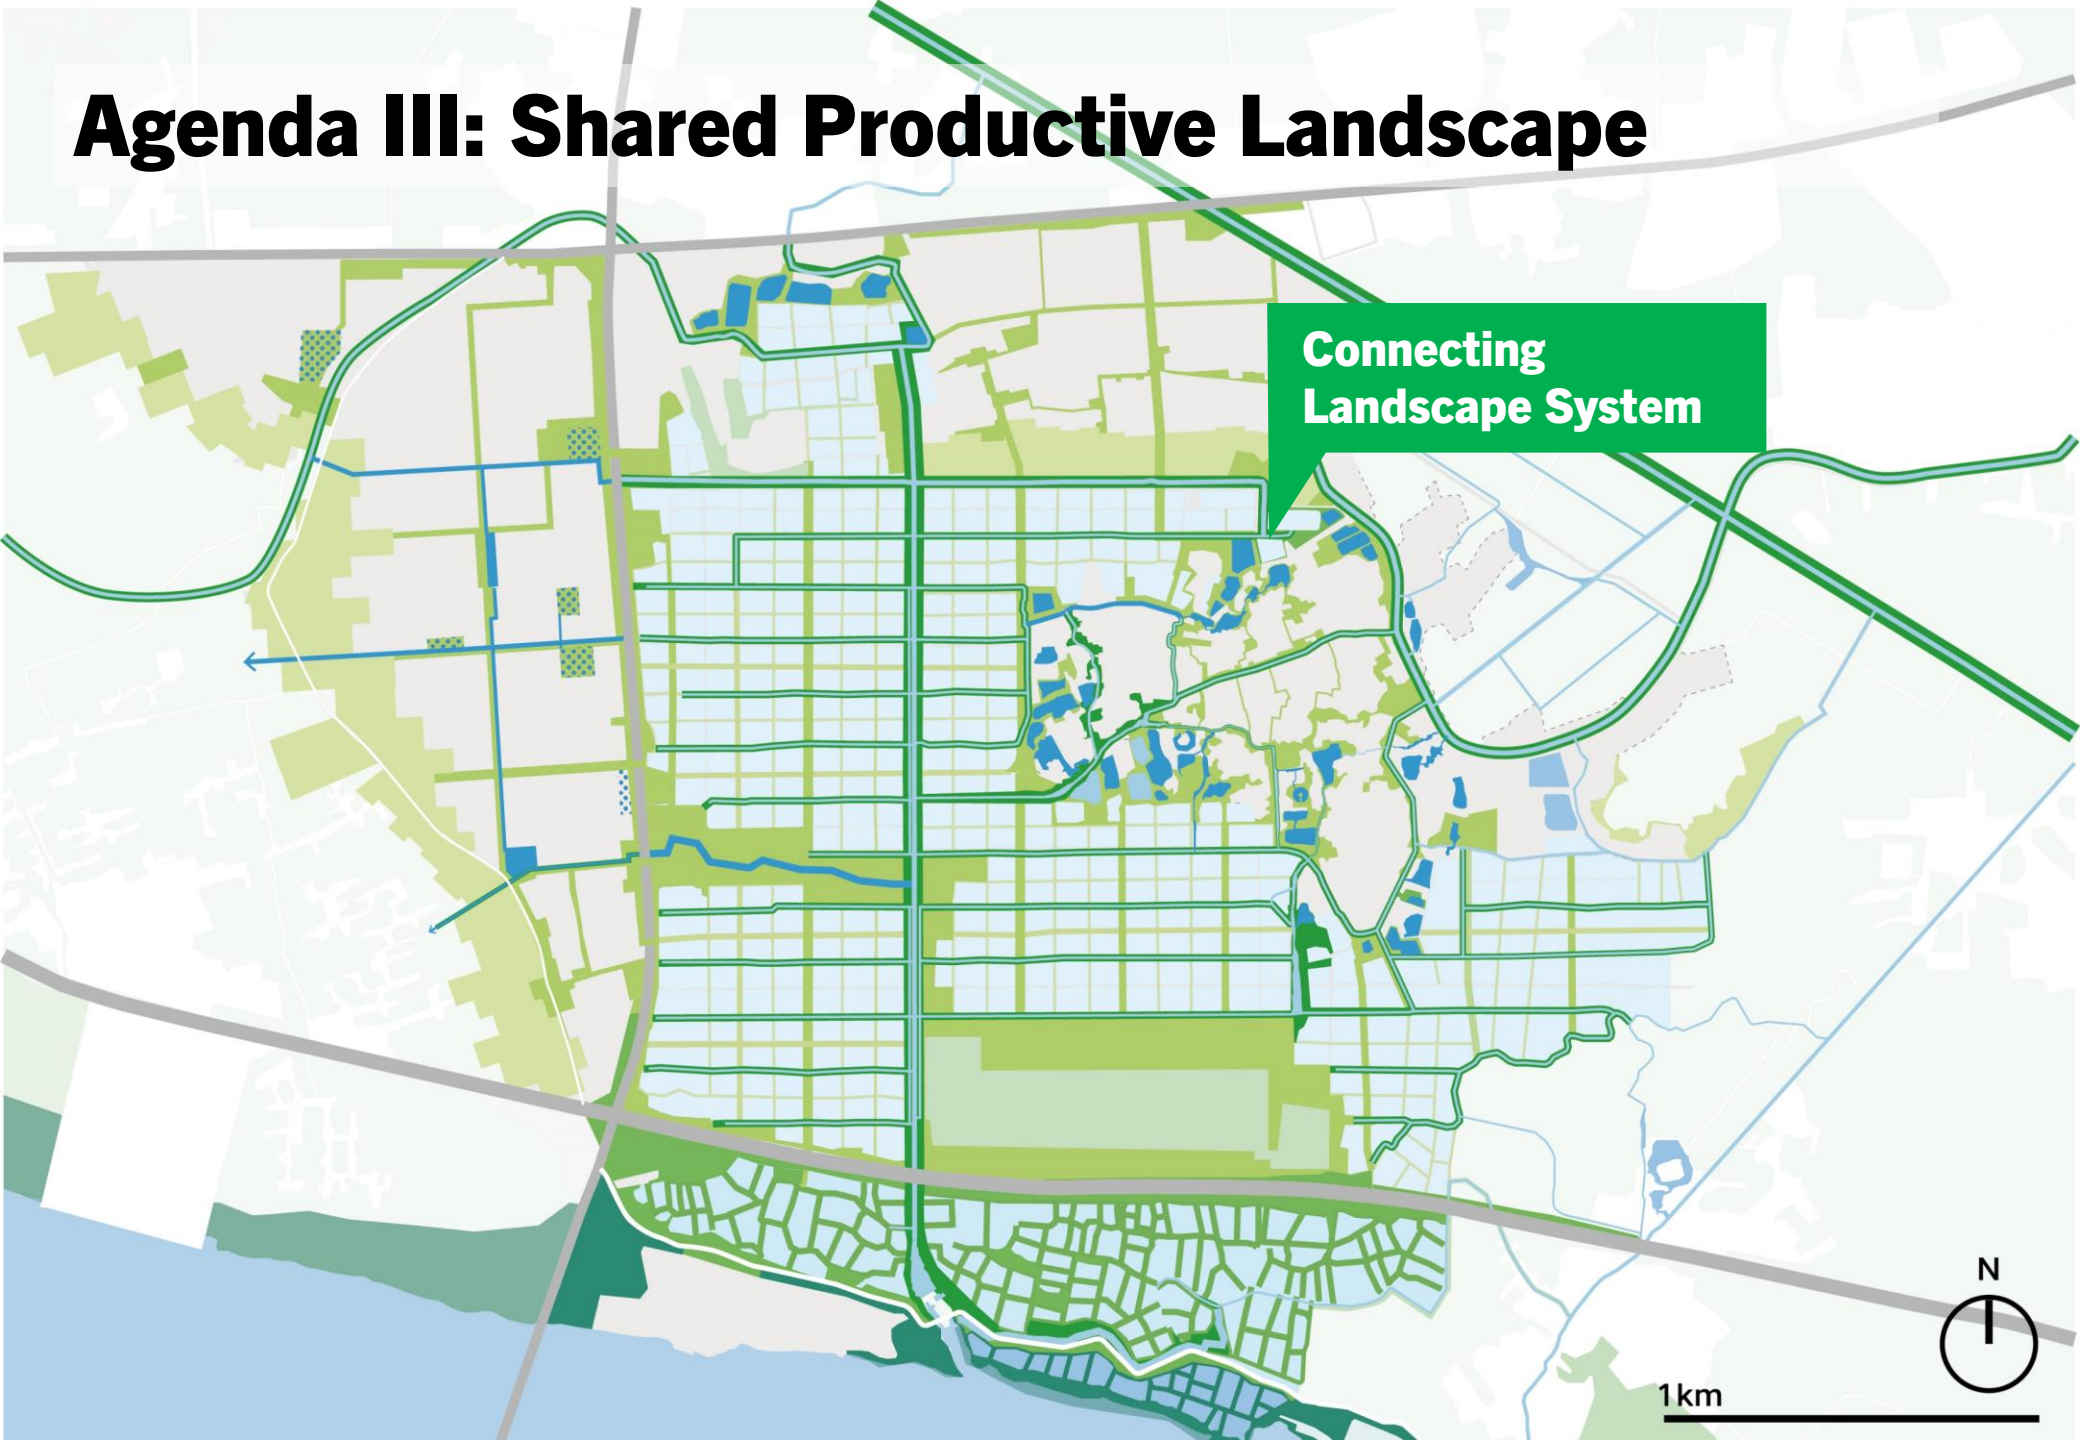 Agenda III: Shared Productive Landscape
Connecting
Landscape System
N
1km